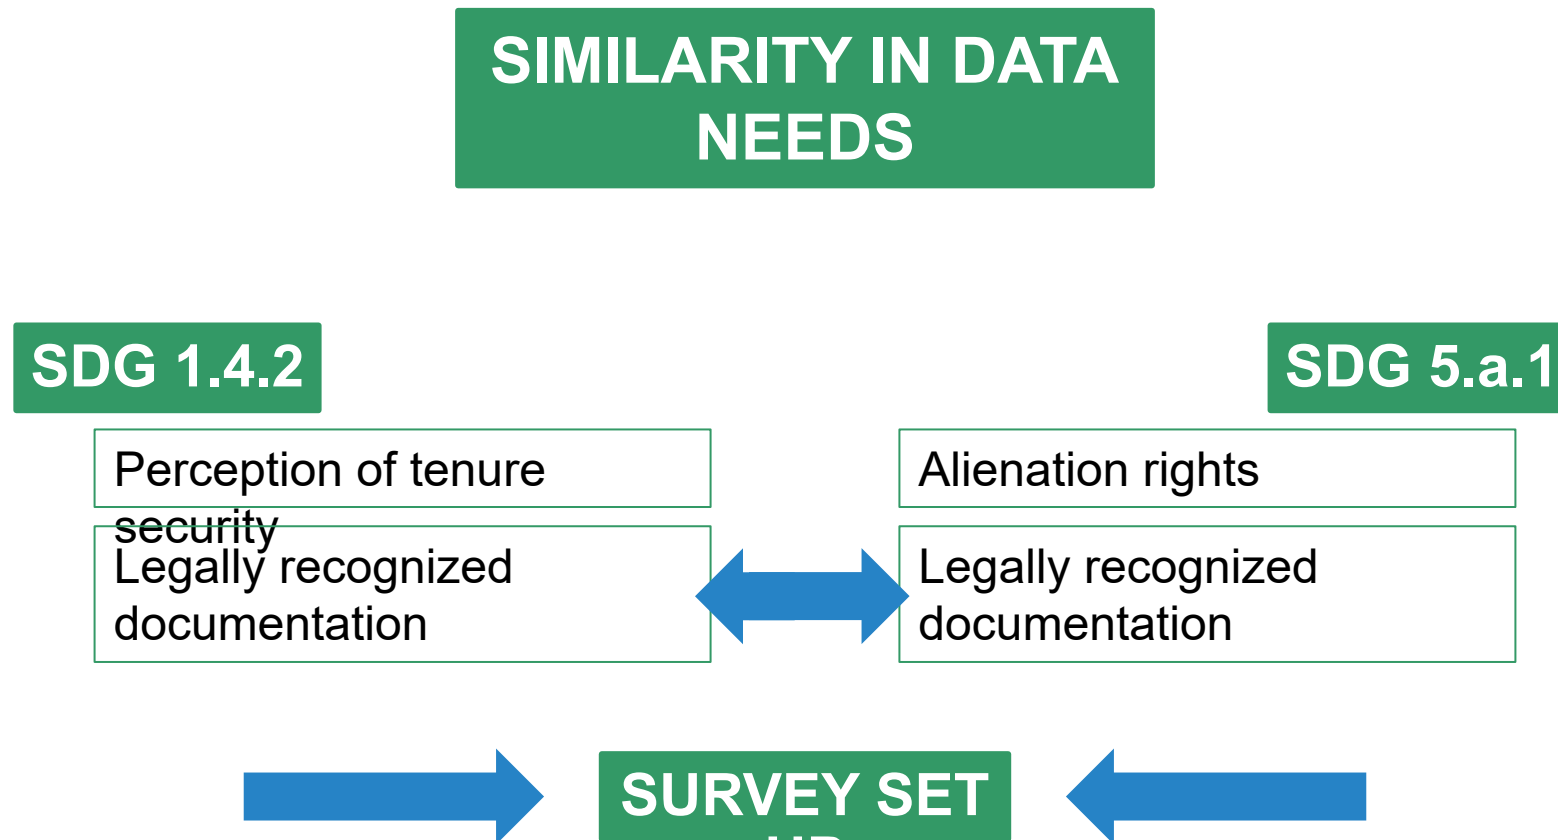 SIMILARITY IN DATA
NEEDS
SDG 1.4.2
SDG 5.a.1
Perception of tenure
security
Alienation rights
Legally recognized
documentation
Legally recognized
documentation
SURVEY SET
UP